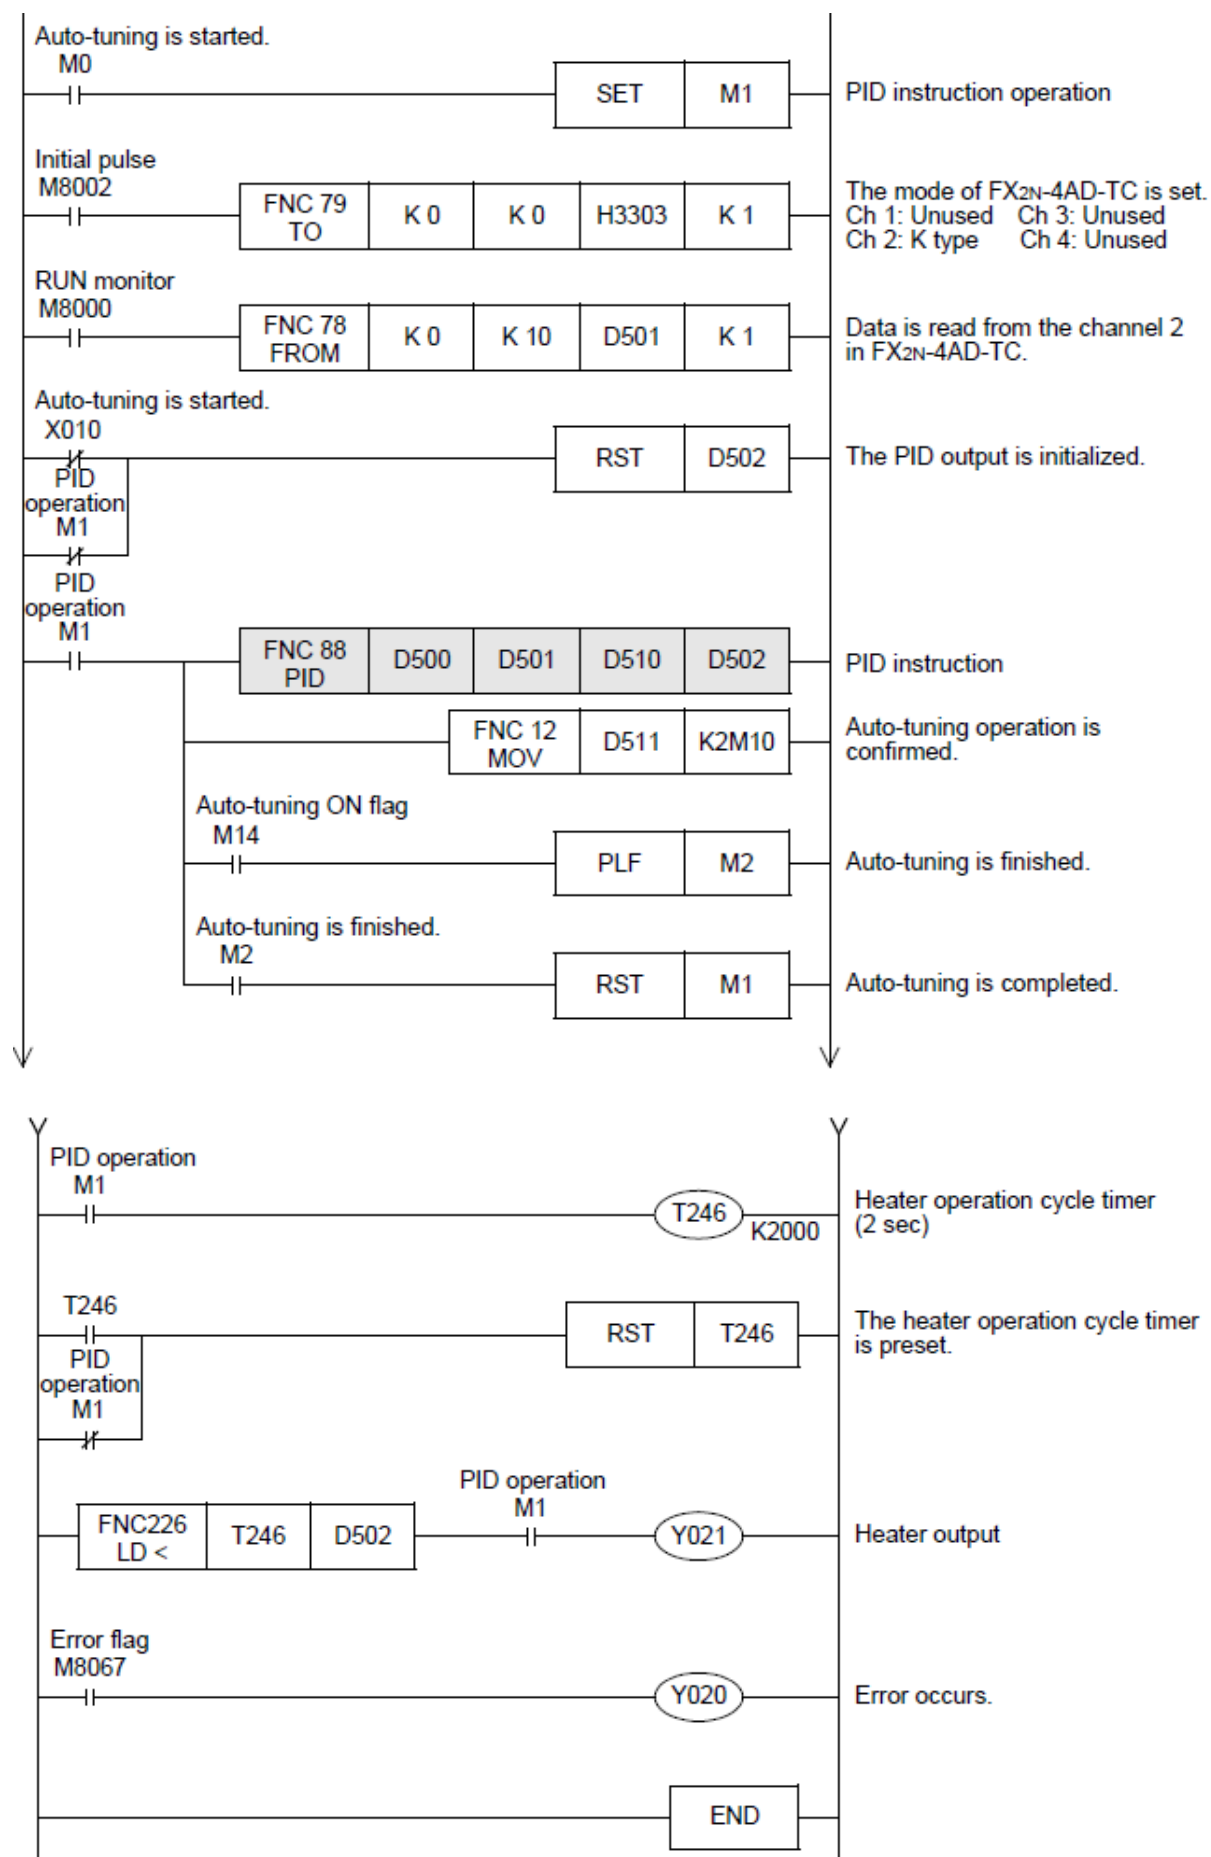 Auto-tuning is started.
M0
SET M1 PID instruction operation
Initial pulse
M8002
FNC 79 TO K 0 K 0 H3303 K 1
The mode of FX2N-4AD-TC is set.
Ch 1: Unused Ch 3: Unused
Ch 2: K type Ch 4: Unused
RUN monitor
M8000
FNC 78 FROM K 0 K 10 D501 K 1
Data is read from the channel 2
in FX2N-4AD-TC.
Auto-tuning is started.
X010
RST D502 The PID output is initialized.
PID
operation
M1
PID
operation
M1
FNC 88 PID D500 D501 D510 D502 PID instruction
FNC 12 MOV D511 K2M10
Auto-tuning operation is
confirmed.
Auto-tuning ON flag
M14
PLF M2 Auto-tuning is finished.
Auto-tuning is finished.
M2
RST M1 Auto-tuning is completed.
PID operation
M1
T246 K2000
Heater operation cycle timer
(2 sec)
T246
RST T246
The heater operation cycle timer
is preset.
PID
operation
M1
PID operation
M1
FNC226 LD < T246 D502 Y021 Heater output
Error flag
M8067
Y020 Error occurs.
END